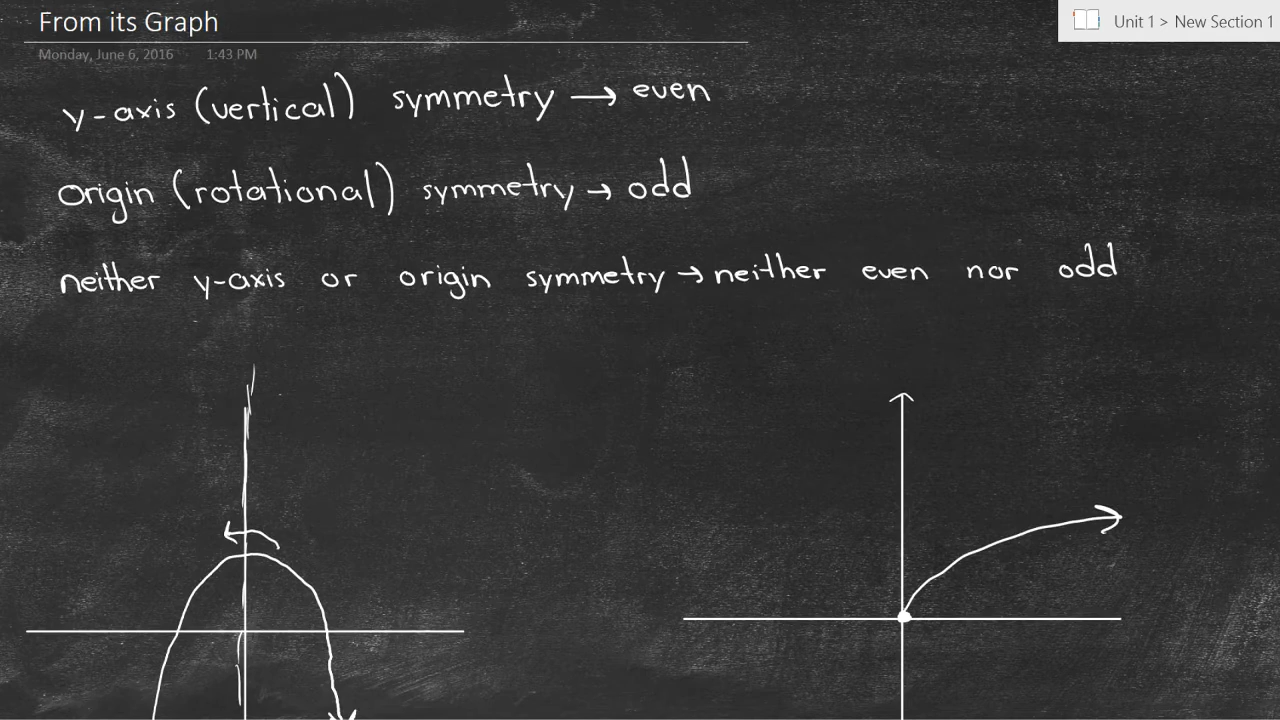 From its Graph
Unit 1 > New Section 1
Monday, June 6, 2016 1:43 PM
y-axis (vertical) symmetry → even
origin (rotational) symmetry → odd
neither y-axis or origin symmetry → neither even nor odd